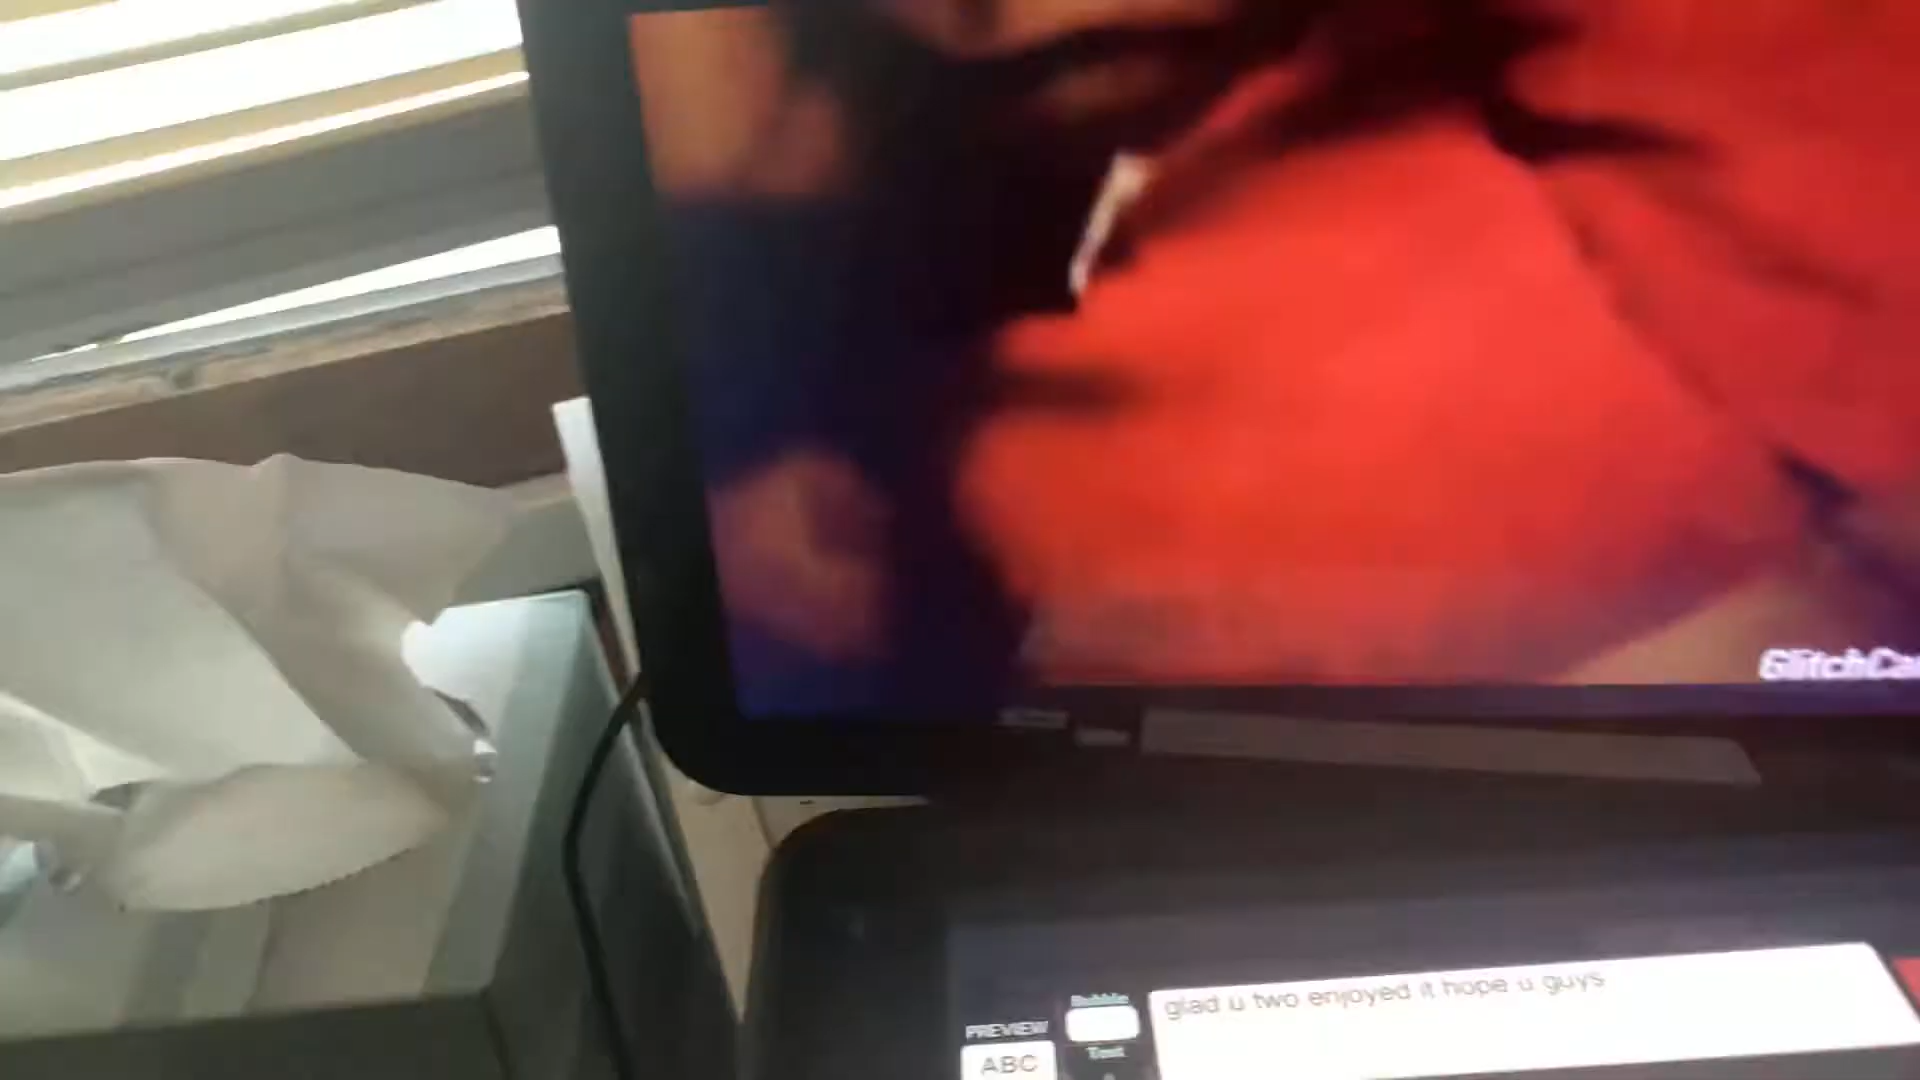 GlitchCa
Bubble
glad u two enjoyed it hope u guys
PREVIEW
Text
ABC